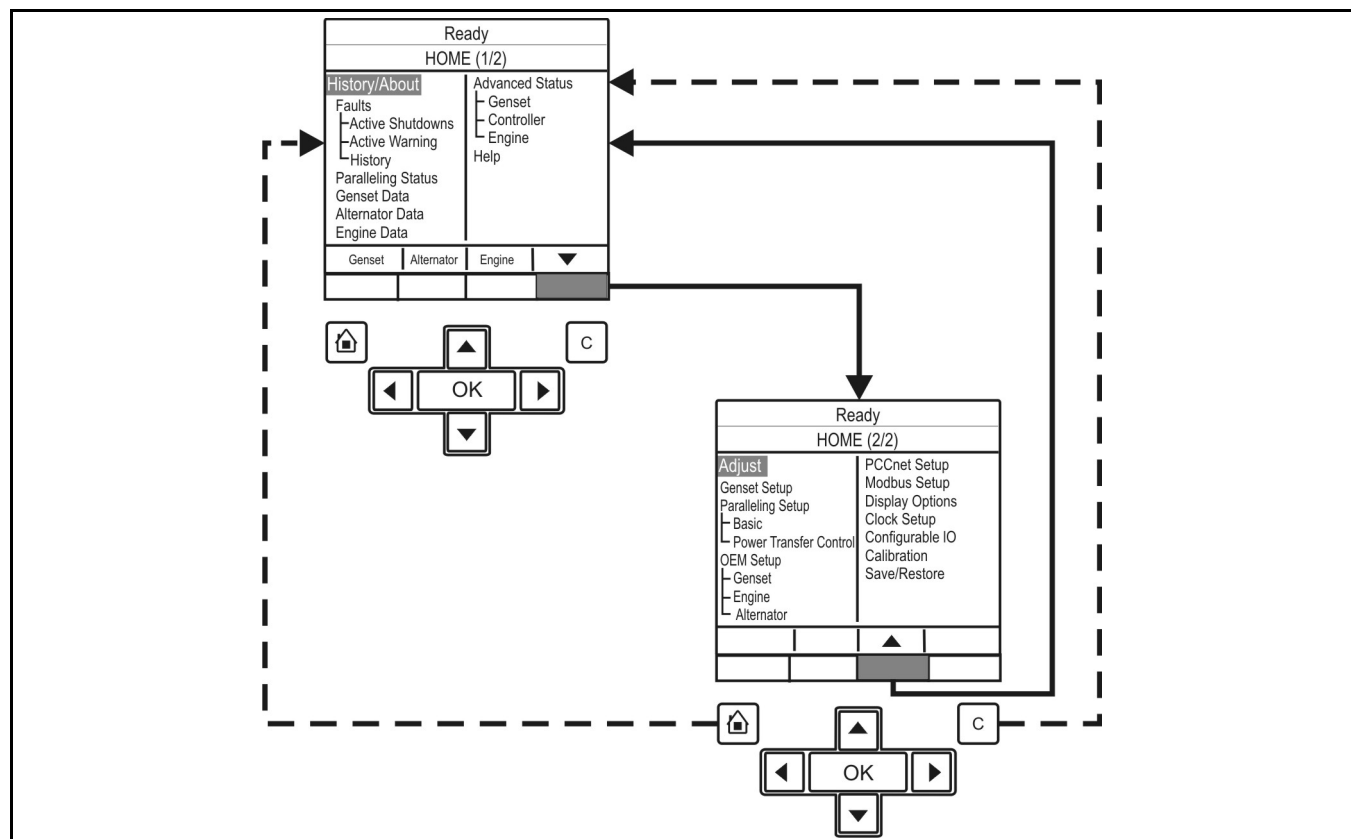 Ready
HOME (1/2)
History/About
Faults
Active Shutdowns
Active Warning
History
Paralleling Status
Genset Data
Alternator Data
Engine Data
Advanced Status
Genset
Controller
Engine
Help
Genset
Alternator
Engine
C
OK
Ready
HOME (2/2)
Adjust
Genset Setup
Paralleling Setup
Basic
Power Transfer Control
OEM Setup
Genset
Engine
Alternator
PCCnet Setup
Modbus Setup
Display Options
Clock Setup
Configurable IO
Calibration
Save/Restore
C
OK